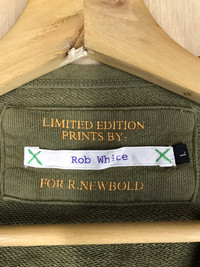 LIMITED EDITION
PRINTS BY:
Rob Whice
L
FOR R.NEWBOLD